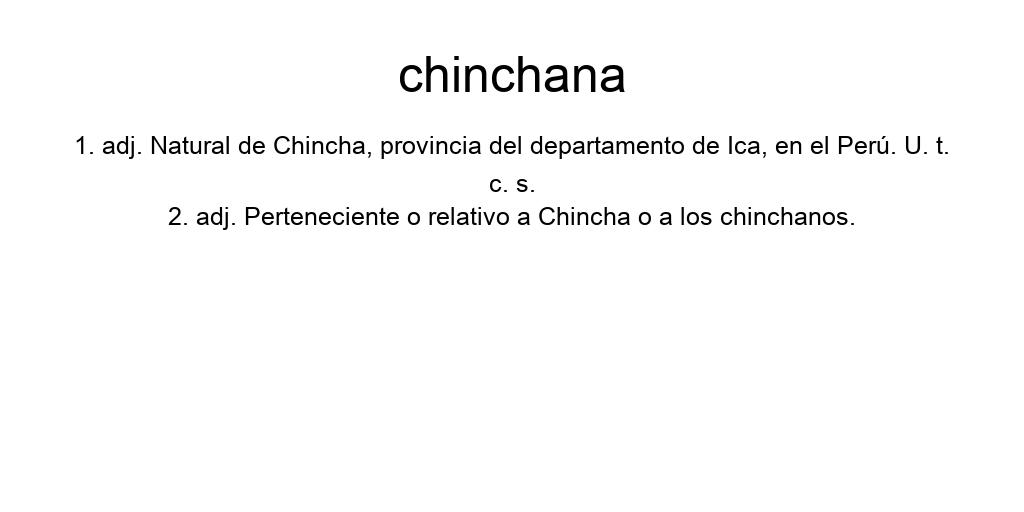 chinchana
1. adj. Natural de Chincha, provincia del departamento de Ica, en el Perú. U. t.
c. s.
2. adj. Perteneciente o relativo a Chincha o a los chinchanos.